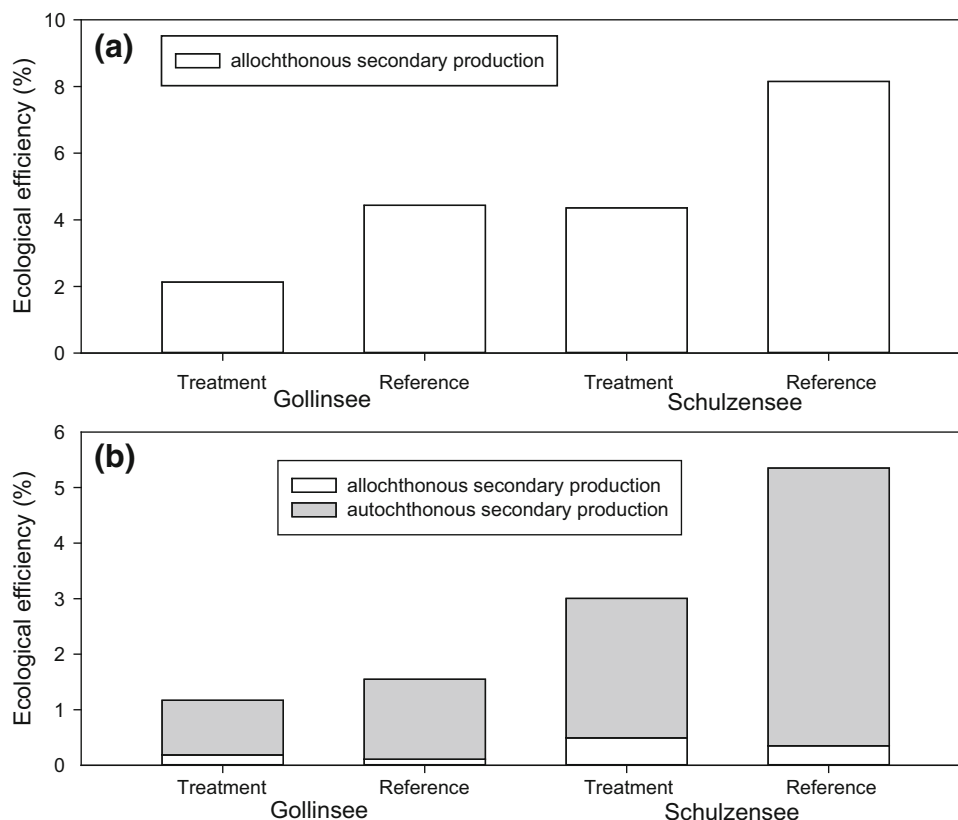 (a)
allochthonous secondary production
Ecological efficiency (%)
10
8
6
4
2
0
Treatment Reference Treatment Reference
Gollinsee Schulzensee
(b)
allochthonous secondary production
autochthonous secondary production
Ecological efficiency (%)
6
5
4
3
2
1
0
Treatment Reference Treatment Reference
Gollinsee Schulzensee